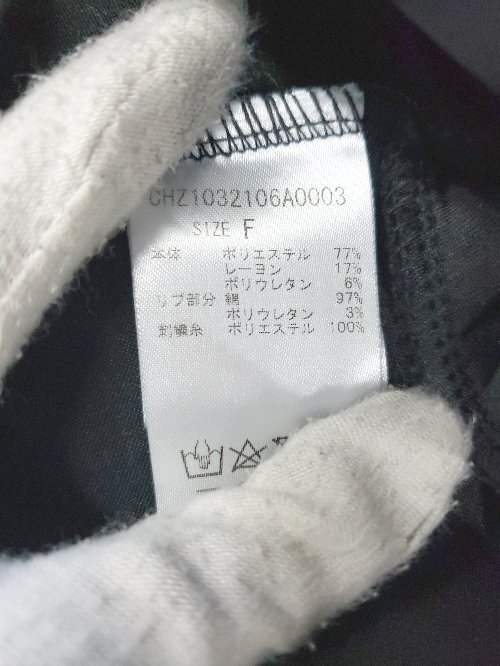 CHZ1032106A0003
SIZE F
本体 ポリエステル 77%
レーヨン 17%
ポリウレタン 6%
リブ部分 綿 97%
ポリウレタン 3%
刺繍糸 ポリエステル 100%